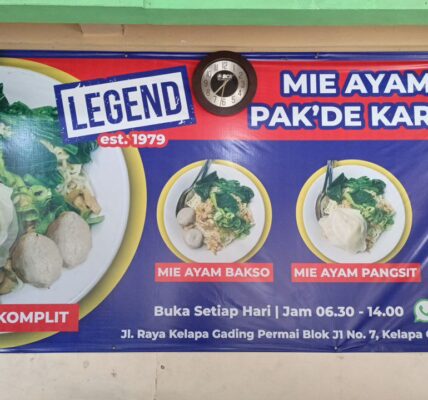 LEGEND
est. 1979
MIE AYAM
PAK'DE KAR
MIE AYAM BAKSO
MIE AYAM PANGSIT
KOMPLIT
Buka Setiap Hari | Jam 06.30 - 14.00
Jl. Raya Kelapa Gading Permai Blok J1 No. 7, Kelapa